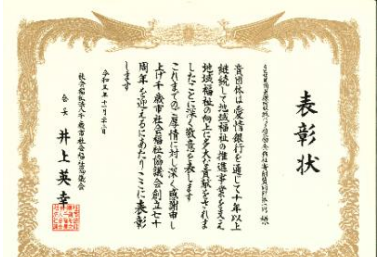 表彰状
貴団体は愛情銀行を通じて十年以上
継続して地域福祉の推進事業を支え
地域福祉の向上に多大な貢献をされま
したことに深く敬意を表します
これまでのご厚情に対し深く感謝申し
上げ千歳市社会福祉協議会創立七十
周年を迎えるにあたりここに表彰
します
令和五年十一月 日
社会福祉法人千歳市社会福祉協議会
会長 井上英幸